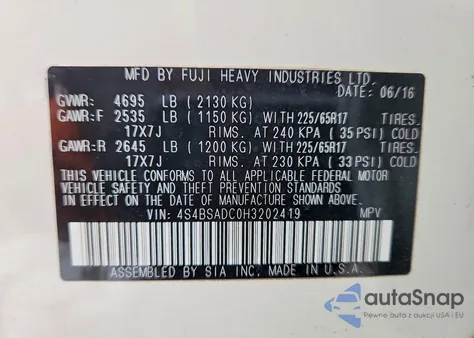 MFD BY FUJI HEAVY INDUSTRIES LTD.
DATE: 06/16
GVWR: 4695 LB (2130 KG)
GAWR:F 2535 LB (1150 KG) WITH 225/65R17 TIRES.
17X7J RIMS. AT 240 KPA (35 PSI) COLD
GAWR:R 2645 LB (1200 KG) WITH 225/65R17 TIRES.
17X7J RIMS. AT 230 KPA (33 PSI) COLD
THIS VEHICLE CONFORMS TO ALL APPLICABLE FEDERAL MOTOR
VEHICLE SAFETY AND THEFT PREVENTION STANDARDS IN EFFECT
ON THE DATE OF MANUFACTURE SHOWN ABOVE.
VIN: 4S4BSADC0H3202419 MPV
ASSEMBLED BY SIA INC. MADE IN U.S.A.
autoSnap
Pewne auto z USA i EU